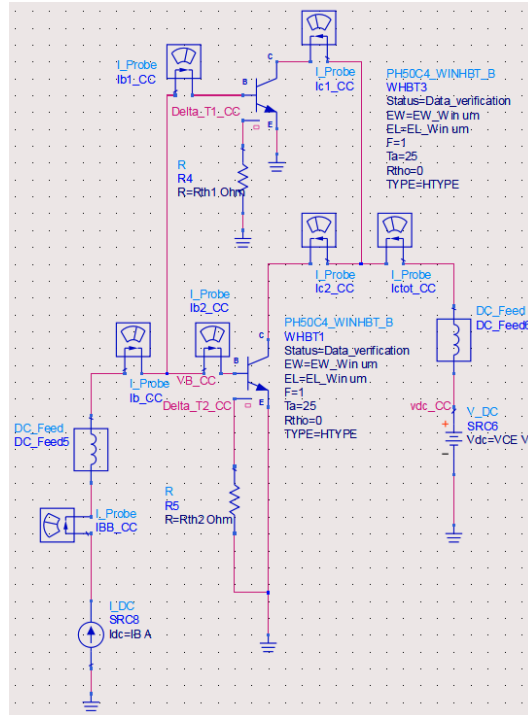 I_Probe
Ic1_CC
PH50C4_WINHBT_B
WHBT3
Status=Data_verification
EW=EW_Win um
EL=EL_Win um
F=1
Ta=25
Rtho=0
TYPE=HTYPE
I_Probe
Ib1_CC
C
B
E
Delta_T1_CC
R
R4
R=Rth1 Ohm
I_Probe
Ic2_CC
I_Probe
Ictot_CC
I_Probe
Ib2_CC
C
B
E
PH50C4_WINHBT_B
WHBT1
Status=Data_verification
EW=EW_Win um
EL=EL_Win um
F=1
Ta=25
Rtho=0
TYPE=HTYPE
DC_Feed
DC_Feed6
I_Probe
Ib_CC
VB_CC
Delta_T2_CC
DC_Feed
DC_Feed5
vdc_CC
V_DC
SRC6
Vdc=VCE V
R
R5
R=Rth2 Ohm
I_Probe
IBB_CC
I_DC
SRC8
Idc=IB A